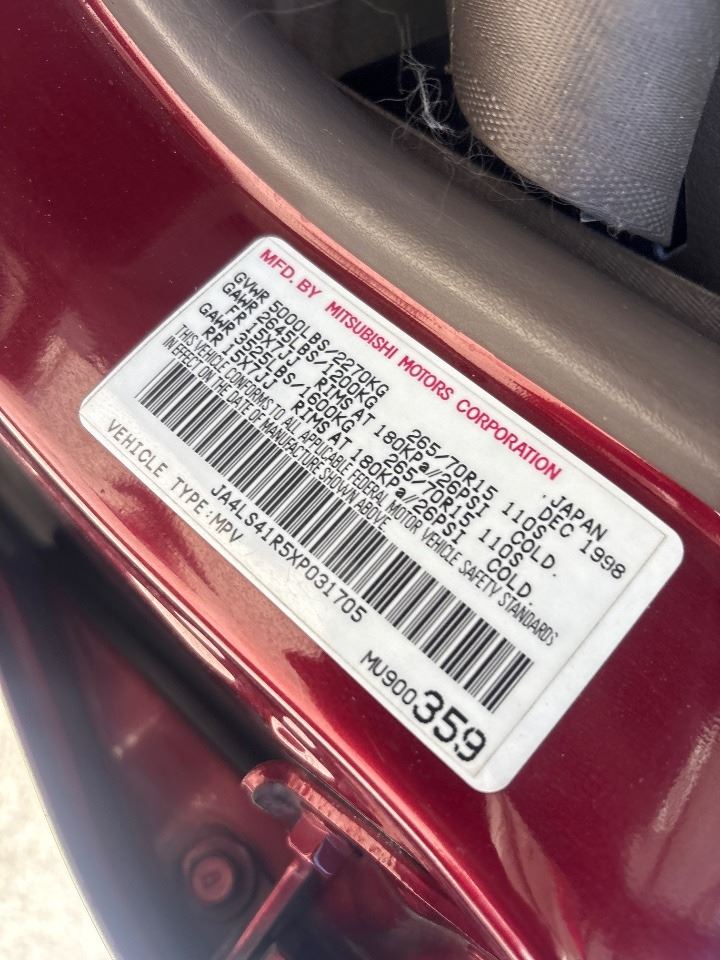 MFD. BY MITSUBISHI MOTORS CORPORATION
GVWR 5000LBS/2270KG JAPAN
GAWR 2645LBS/1200KG 265/70R15 110S DEC 1998
FR 15X7JJ RIMS AT 180KPa//26PSI COLD.
GAWR 3525LBS/1600KG 265/70R15 110S
RR 15X7JJ RIMS AT 180KPa//26PSI COLD
THIS VEHICLE CONFORMS TO ALL APPLICABLE FEDERAL MOTOR VEHICLE SAFETY STANDARDS
IN EFFECT ON THE DATE OF MANUFACTURE SHOWN ABOVE.
JA4LS41R5XP031705
VEHICLE TYPE:MPV
MU900359